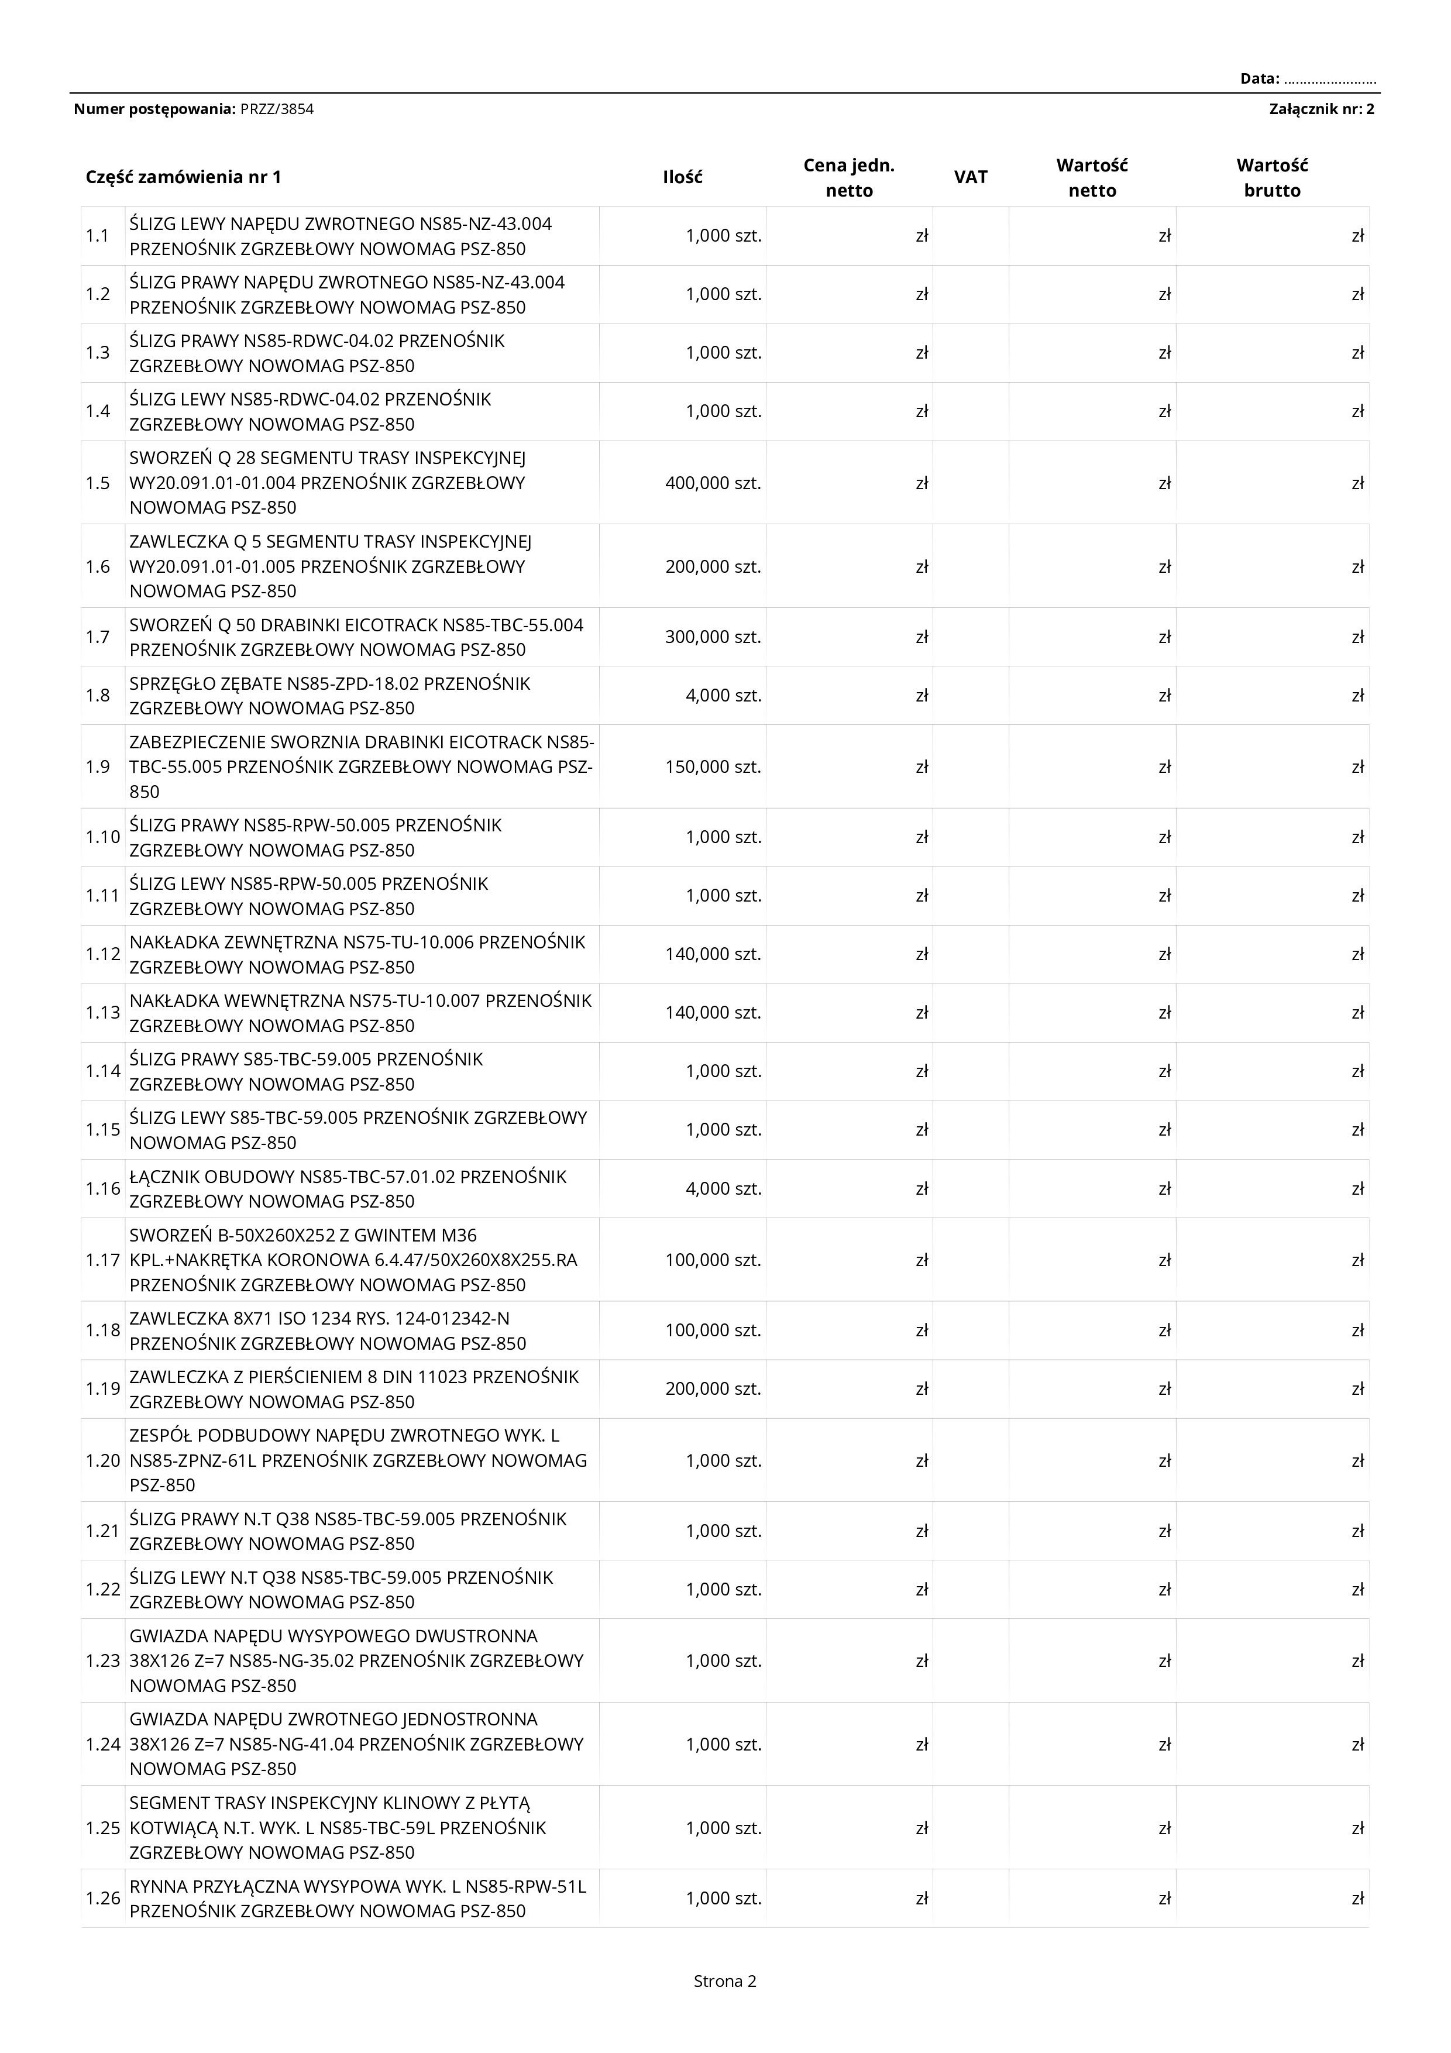 Data: ........................
Numer postępowania: PRZZ/3854
Załącznik nr: 2
Część zamówienia nr 1 Ilość Cena jedn. netto VAT Wartość netto Wartość brutto
1.1 ŚLIZG LEWY NAPĘDU ZWROTNEGO NS85-NZ-43.004
PRZENOŚNIK ZGRZEBŁOWY NOWOMAG PSZ-850
1,000 szt. zł zł zł
1.2 ŚLIZG PRAWY NAPĘDU ZWROTNEGO NS85-NZ-43.004
PRZENOŚNIK ZGRZEBŁOWY NOWOMAG PSZ-850
1,000 szt. zł zł zł
1.3 ŚLIZG PRAWY NS85-RDWC-04.02 PRZENOŚNIK
ZGRZEBŁOWY NOWOMAG PSZ-850
1,000 szt. zł zł zł
1.4 ŚLIZG LEWY NS85-RDWC-04.02 PRZENOŚNIK
ZGRZEBŁOWY NOWOMAG PSZ-850
1,000 szt. zł zł zł
1.5 SWORZEŃ Q 28 SEGMENTU TRASY INSPEKCYJNEJ
WY20.091.01-01.004 PRZENOŚNIK ZGRZEBŁOWY
NOWOMAG PSZ-850
400,000 szt. zł zł zł
1.6 ZAWLECZKA Q 5 SEGMENTU TRASY INSPEKCYJNEJ
WY20.091.01-01.005 PRZENOŚNIK ZGRZEBŁOWY
NOWOMAG PSZ-850
200,000 szt. zł zł zł
1.7 SWORZEŃ Q 50 DRABINKI EICOTRACK NS85-TBC-55.004
PRZENOŚNIK ZGRZEBŁOWY NOWOMAG PSZ-850
300,000 szt. zł zł zł
1.8 SPRZĘGŁO ZĘBATE NS85-ZPD-18.02 PRZENOŚNIK
ZGRZEBŁOWY NOWOMAG PSZ-850
4,000 szt. zł zł zł
1.9 ZABEZPIECZENIE SWORZNIA DRABINKI EICOTRACK NS85-
TBC-55.005 PRZENOŚNIK ZGRZEBŁOWY NOWOMAG PSZ-
850
150,000 szt. zł zł zł
1.10 ŚLIZG PRAWY NS85-RPW-50.005 PRZENOŚNIK
ZGRZEBŁOWY NOWOMAG PSZ-850
1,000 szt. zł zł zł
1.11 ŚLIZG LEWY NS85-RPW-50.005 PRZENOŚNIK
ZGRZEBŁOWY NOWOMAG PSZ-850
1,000 szt. zł zł zł
1.12 NAKŁADKA ZEWNĘTRZNA NS75-TU-10.006 PRZENOŚNIK
ZGRZEBŁOWY NOWOMAG PSZ-850
140,000 szt. zł zł zł
1.13 NAKŁADKA WEWNĘTRZNA NS75-TU-10.007 PRZENOŚNIK
ZGRZEBŁOWY NOWOMAG PSZ-850
140,000 szt. zł zł zł
1.14 ŚLIZG PRAWY S85-TBC-59.005 PRZENOŚNIK
ZGRZEBŁOWY NOWOMAG PSZ-850
1,000 szt. zł zł zł
1.15 ŚLIZG LEWY S85-TBC-59.005 PRZENOŚNIK ZGRZEBŁOWY
NOWOMAG PSZ-850
1,000 szt. zł zł zł
1.16 ŁĄCZNIK OBUDOWY NS85-TBC-57.01.02 PRZENOŚNIK
ZGRZEBŁOWY NOWOMAG PSZ-850
4,000 szt. zł zł zł
1.17 SWORZEŃ B-50X260X252 Z GWINTEM M36
KPL.+NAKRĘTKA KORONOWA 6.4.47/50X260X8X255.RA
PRZENOŚNIK ZGRZEBŁOWY NOWOMAG PSZ-850
100,000 szt. zł zł zł
1.18 ZAWLECZKA 8X71 ISO 1234 RYS. 124-012342-N
PRZENOŚNIK ZGRZEBŁOWY NOWOMAG PSZ-850
100,000 szt. zł zł zł
1.19 ZAWLECZKA Z PIERŚCIENIEM 8 DIN 11023 PRZENOŚNIK
ZGRZEBŁOWY NOWOMAG PSZ-850
200,000 szt. zł zł zł
1.20 ZESPÓŁ PODBUDOWY NAPĘDU ZWROTNEGO WYK. L
NS85-ZPNZ-61L PRZENOŚNIK ZGRZEBŁOWY NOWOMAG
PSZ-850
1,000 szt. zł zł zł
1.21 ŚLIZG PRAWY N.T Q38 NS85-TBC-59.005 PRZENOŚNIK
ZGRZEBŁOWY NOWOMAG PSZ-850
1,000 szt. zł zł zł
1.22 ŚLIZG LEWY N.T Q38 NS85-TBC-59.005 PRZENOŚNIK
ZGRZEBŁOWY NOWOMAG PSZ-850
1,000 szt. zł zł zł
1.23 GWIAZDA NAPĘDU WYSYPOWEGO DWUSTRONNA
38X126 Z=7 NS85-NG-35.02 PRZENOŚNIK ZGRZEBŁOWY
NOWOMAG PSZ-850
1,000 szt. zł zł zł
1.24 GWIAZDA NAPĘDU ZWROTNEGO JEDNOSTRONNA
38X126 Z=7 NS85-NG-41.04 PRZENOŚNIK ZGRZEBŁOWY
NOWOMAG PSZ-850
1,000 szt. zł zł zł
1.25 SEGMENT TRASY INSPEKCYJNY KLINOWY Z PŁYTĄ
KOTWIĄCĄ N.T. WYK. L NS85-TBC-59L PRZENOŚNIK
ZGRZEBŁOWY NOWOMAG PSZ-850
1,000 szt. zł zł zł
1.26 RYNNA PRZYŁĄCZNA WYSYPOWA WYK. L NS85-RPW-51L
PRZENOŚNIK ZGRZEBŁOWY NOWOMAG PSZ-850
1,000 szt. zł zł zł
Strona 2